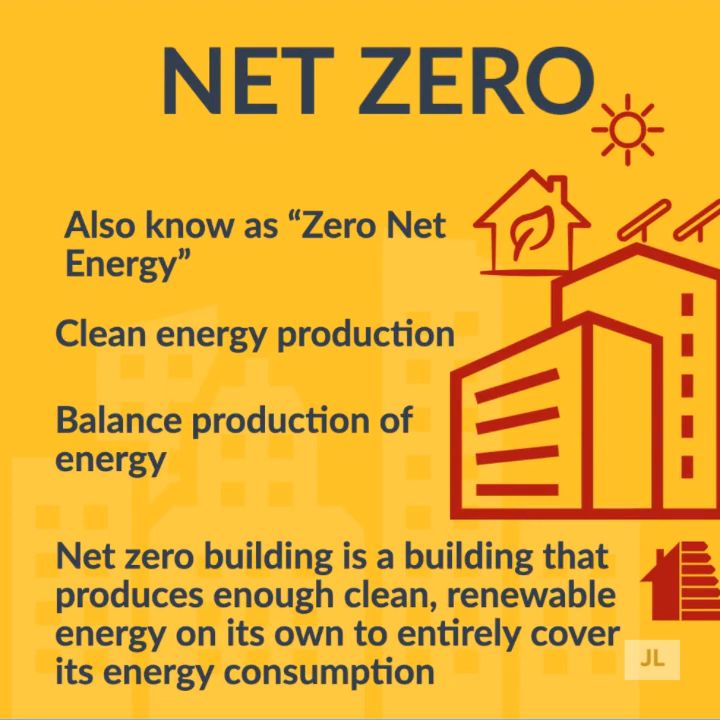 NET ZERO
Also know as “Zero Net
Energy”
Clean energy production
Balance production of
energy
Net zero building is a building that
produces enough clean, renewable
energy on its own to entirely cover
its energy consumption
JL